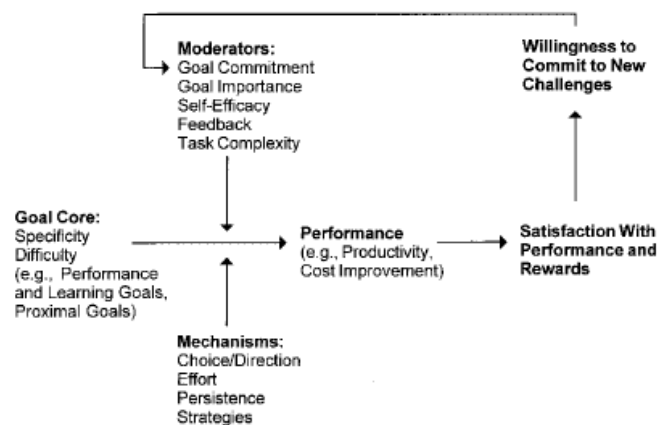 Moderators:
Goal Commitment
Goal Importance
Self-Efficacy
Feedback
Task Complexity
Willingness to
Commit to New
Challenges
Goal Core:
Specificity
Difficulty
(e.g., Performance
and Learning Goals,
Proximal Goals)
Performance
(e.g., Productivity,
Cost Improvement)
Satisfaction With
Performance and
Rewards
Mechanisms:
Choice/Direction
Effort
Persistence
Strategies